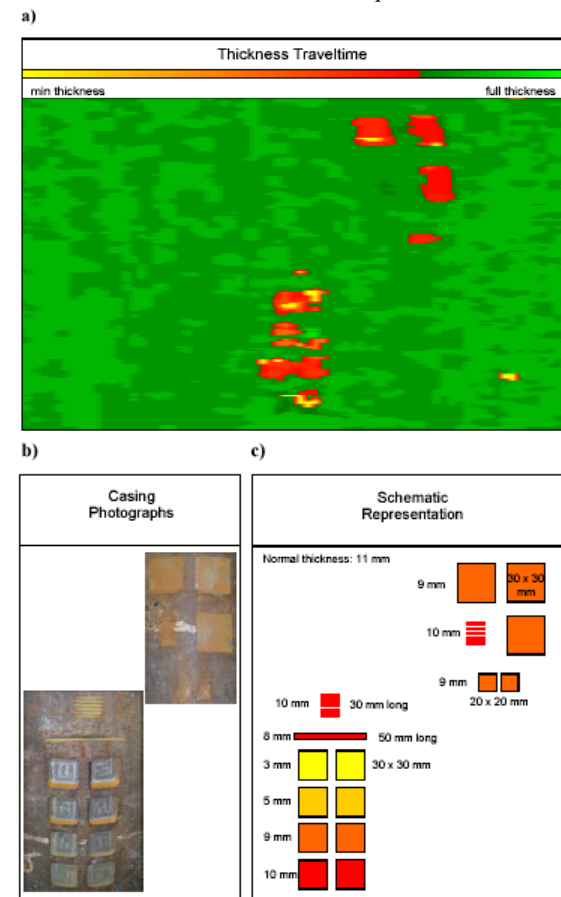 a)
Thickness Traveltime
min thickness full thickness
b) c)
Casing
Photographs
Schematic
Representation
Normal thickness: 11 mm
9 mm 30 x 30
mm
10 mm
9 mm
20 x 20 mm
10 mm 30 mm long
8 mm 50 mm long
3 mm 30 x 30 mm
5 mm
9 mm
10 mm